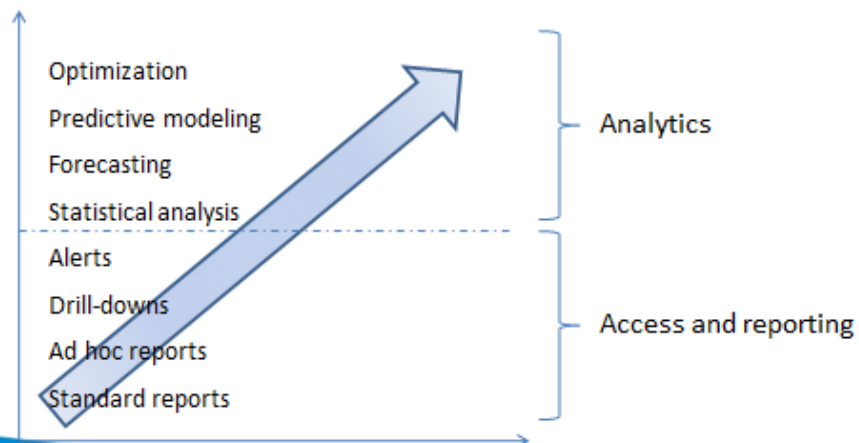 Optimization
Predictive modeling
Forecasting
Statistical analysis
Alerts
Drill-downs
Ad hoc reports
Standard reports
Analytics
Access and reporting